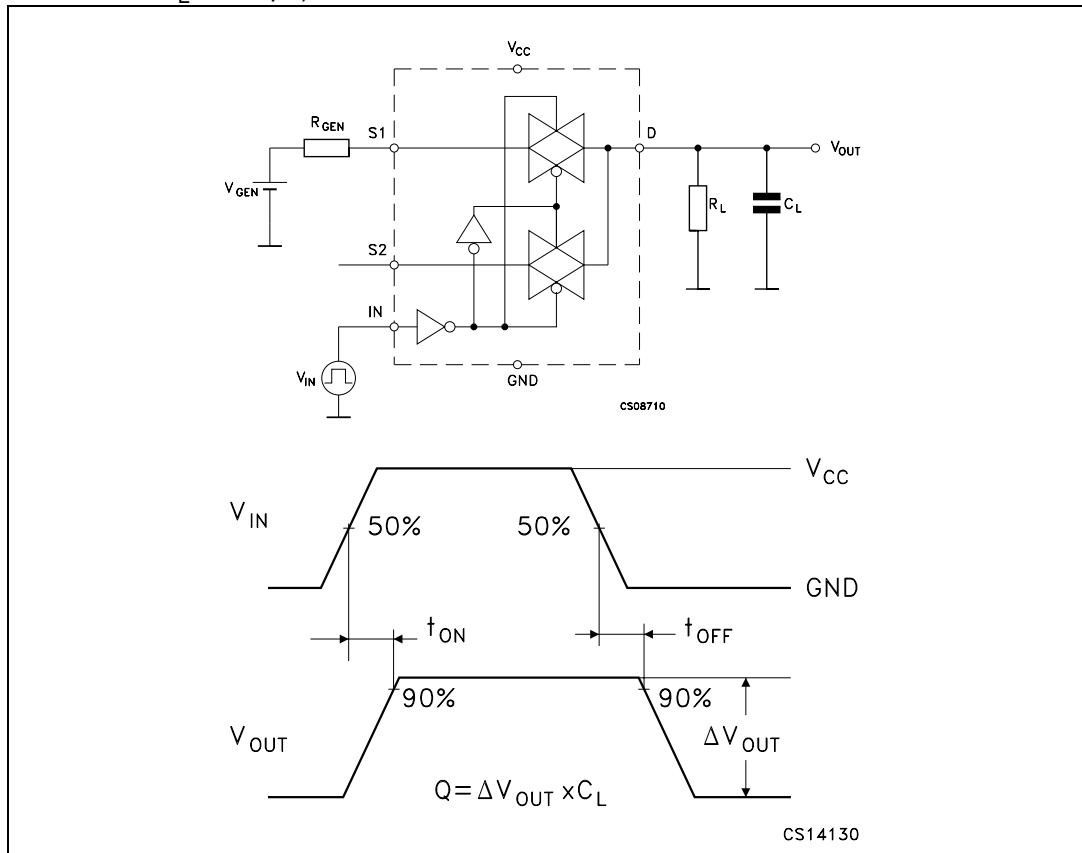 V_CC
R_GEN
S1
D
V_OUT
V_GEN
R_L
C_L
S2
IN
V_IN
GND
CS08710
V_CC
V_IN
50%
50%
GND
t_ON
t_OFF
90%
90%
V_OUT
ΔV_OUT
Q=ΔV_OUT xC_L
CS14130